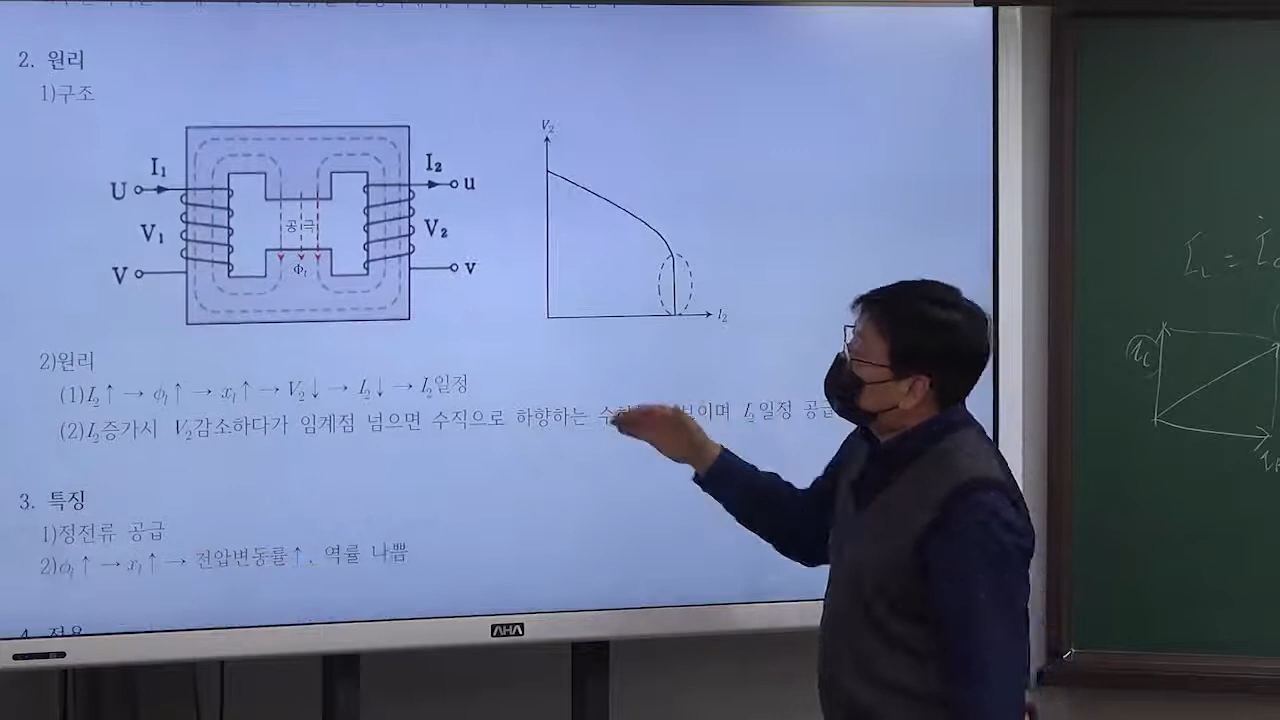 2. 원리
1)구조
I₁
U
V₁
V
공극
Φₗ
I₂
u
V₂
v
V₂
I₂
2)원리
(1)I₂↑ → ϕₗ↑ → xₗ↑ → V₂↓ → I₂↓ → I₂일정
(2)I₂증가시 V₂감소하다가 임계점 넘으면 수직으로 하향하는 이며 I₂일정 공급
3. 특징
1)정전류 공급
2)ϕₗ↑ → xₗ↑ → 전압변동률↑, 역률 나쁨
4.
AHA